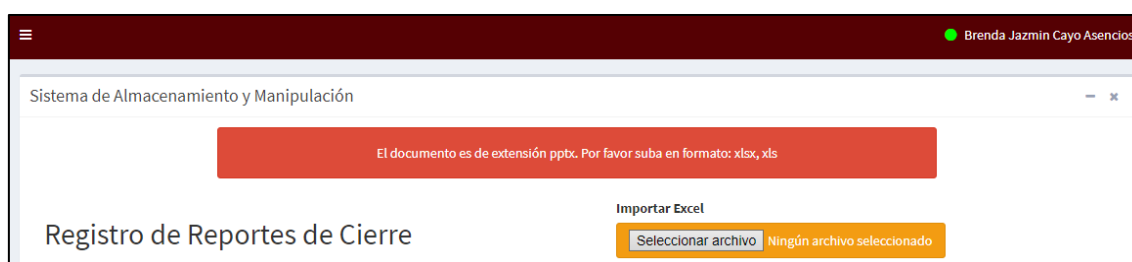 Brenda Jazmin Cayo Asencios
Sistema de Almacenamiento y Manipulación
El documento es de extensión pptx. Por favor suba en formato: xlsx, xls
Importar Excel
Registro de Reportes de Cierre
Seleccionar archivo Ningún archivo seleccionado